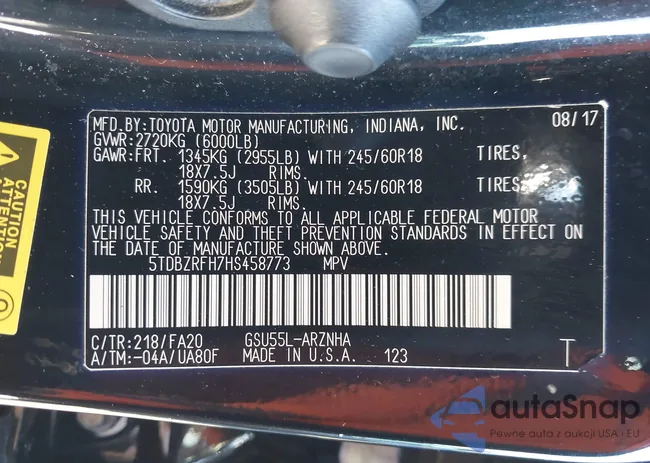 MFD.BY:TOYOTA MOTOR MANUFACTURING, INDIANA, INC. 08/17
GVWR:2720KG (6000LB)
GAWR:FRT. 1345KG (2955LB) WITH 245/60R18 TIRES,
18X7.5J RIMS.
RR. 1590KG (3505LB) WITH 245/60R18 TIRES,
18X7.5J RIMS.
THIS VEHICLE CONFORMS TO ALL APPLICABLE FEDERAL MOTOR
VEHICLE SAFETY AND THEFT PREVENTION STANDARDS IN EFFECT ON
THE DATE OF MANUFACTURE SHOWN ABOVE.
5TDBZRFH7HS458773 MPV
C/TR:218/FA20 GSU55L-ARZNHA
A/TM:-04A/UA80F MADE IN U.S.A. 123 T
CAUTION
ATTENTION
autoSnap
Pewne auta z aukcji USA i EU